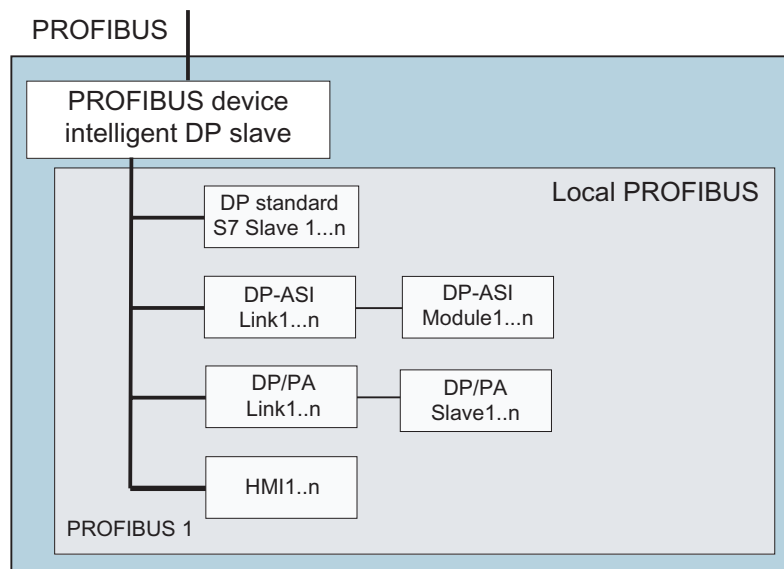 PROFIBUS
PROFIBUS device
intelligent DP slave
Local PROFIBUS
DP standard
S7 Slave 1...n
DP-ASI
Link1...n
DP-ASI
Module1...n
DP/PA
Link1..n
DP/PA
Slave1..n
HMI1..n
PROFIBUS 1